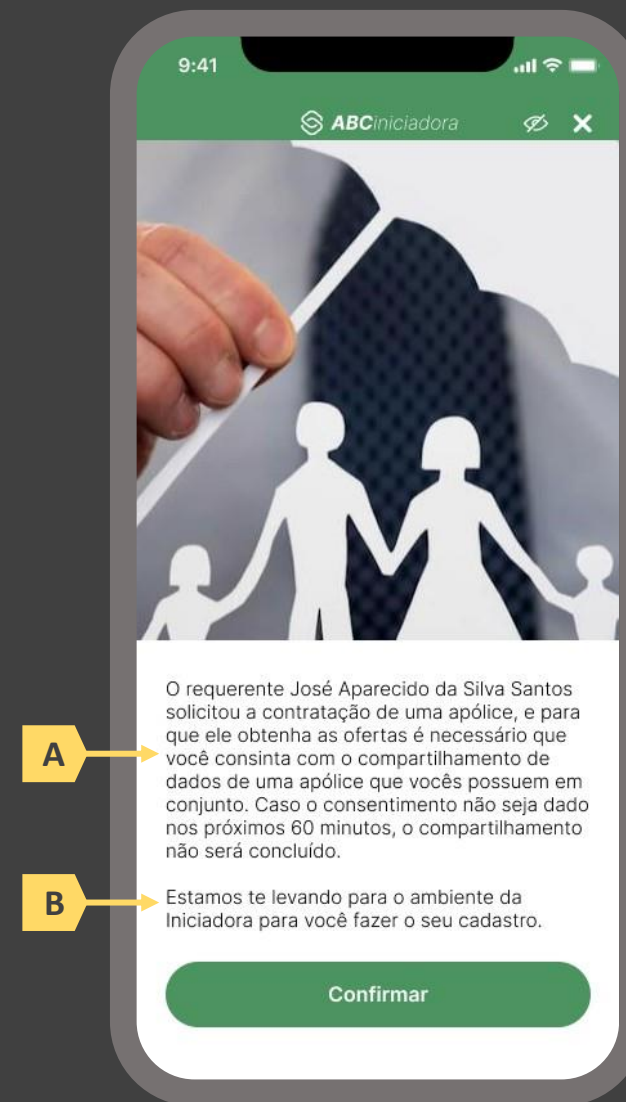 9:41
ABCiniciadora
O requerente José Aparecido da Silva Santos
solicitou a contratação de uma apólice, e para
que ele obtenha as ofertas é necessário que
A
você consinta com o compartilhamento de
dados de uma apólice que vocês possuem em
conjunto. Caso o consentimento não seja dado
nos próximos 60 minutos, o compartilhamento
não será concluído.
B
Estamos te levando para o ambiente da
Iniciadora para você fazer o seu cadastro.
Confirmar